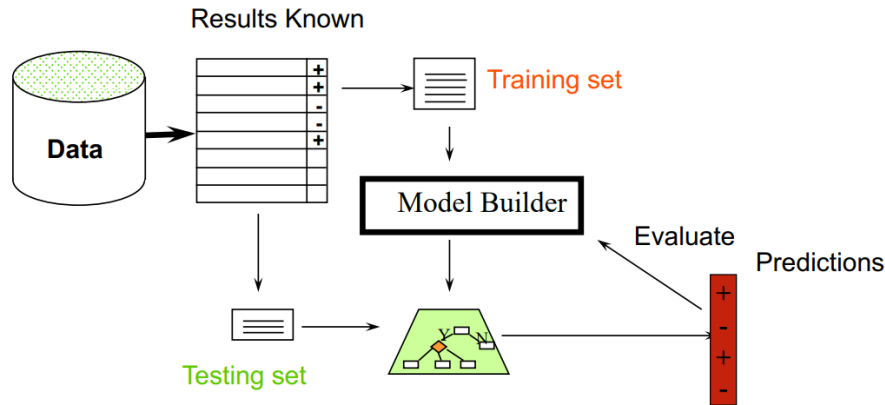 Results Known
+
+
-
-
+
Training set
Data
Model Builder
Evaluate
Predictions
+
-
+
-
Y
N
Testing set